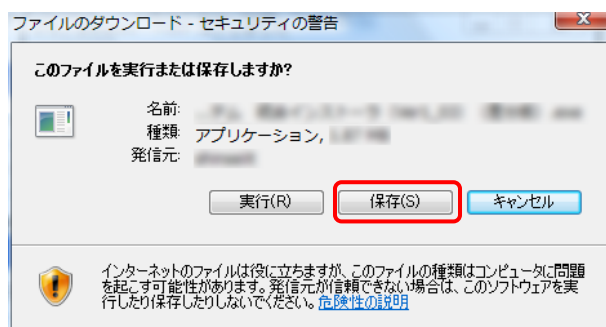 ファイルのダウンロード - セキュリティの警告
このファイルを実行または保存しますか?
名前:
種類: アプリケーション,
発信元:
実行(R) 保存(S) キャンセル
インターネットのファイルは役に立ちますが、このファイルの種類はコンピュータに問題
を起こす可能性があります。発信元が信頼できない場合は、このソフトウェアを実
行したり保存したりしないでください。危険性の説明